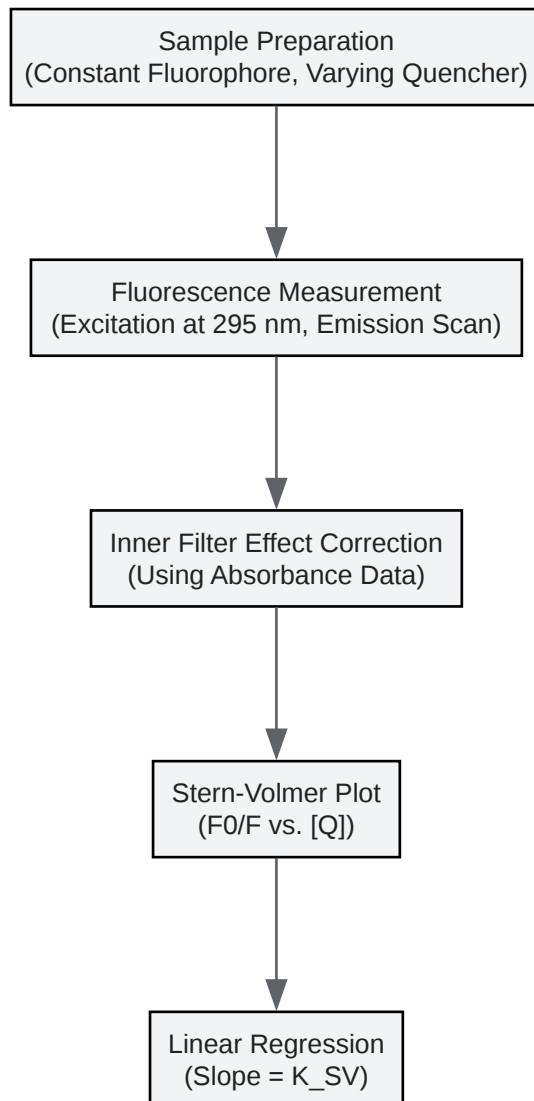 Sample Preparation
(Constant Fluorophore, Varying Quencher)
Fluorescence Measurement
(Excitation at 295 nm, Emission Scan)
Inner Filter Effect Correction
(Using Absorbance Data)
Stern-Volmer Plot
(F0/F vs. [Q])
Linear Regression
(Slope = K_SV)